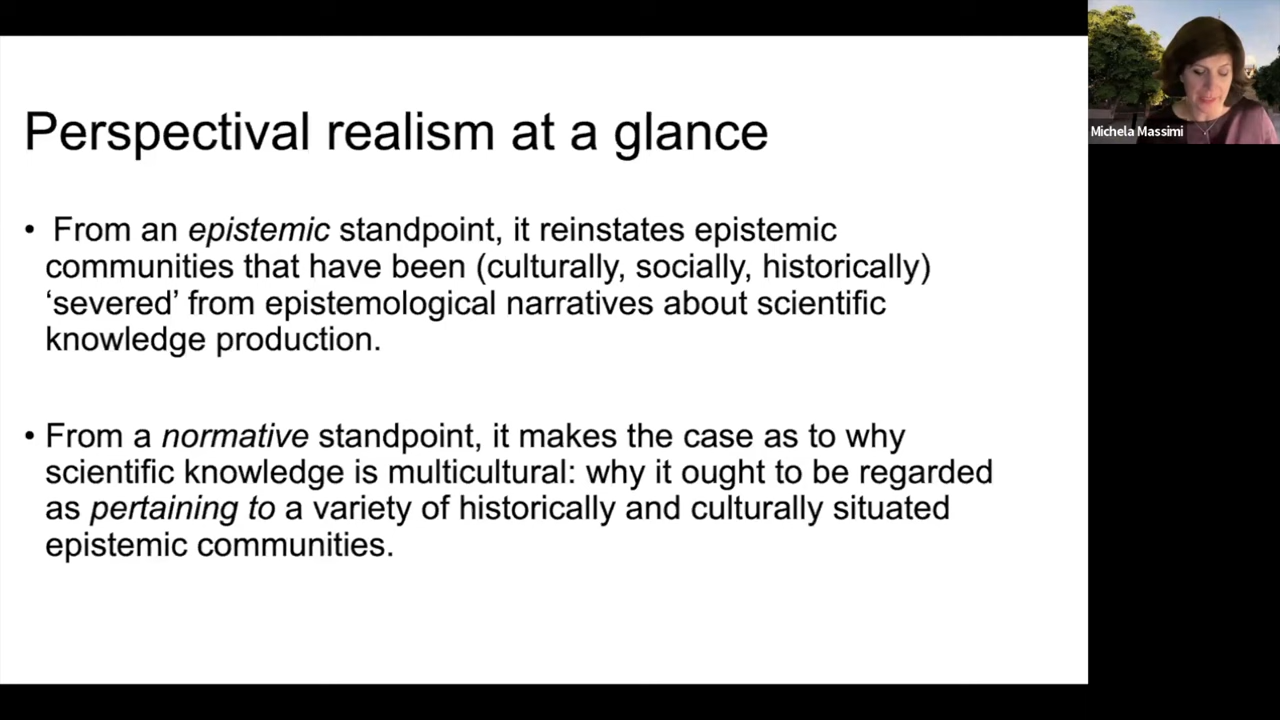 Perspectival realism at a glance
• From an epistemic standpoint, it reinstates epistemic
communities that have been (culturally, socially, historically)
‘severed’ from epistemological narratives about scientific
knowledge production.
• From a normative standpoint, it makes the case as to why
scientific knowledge is multicultural: why it ought to be regarded
as pertaining to a variety of historically and culturally situated
epistemic communities.
Michela Massimi